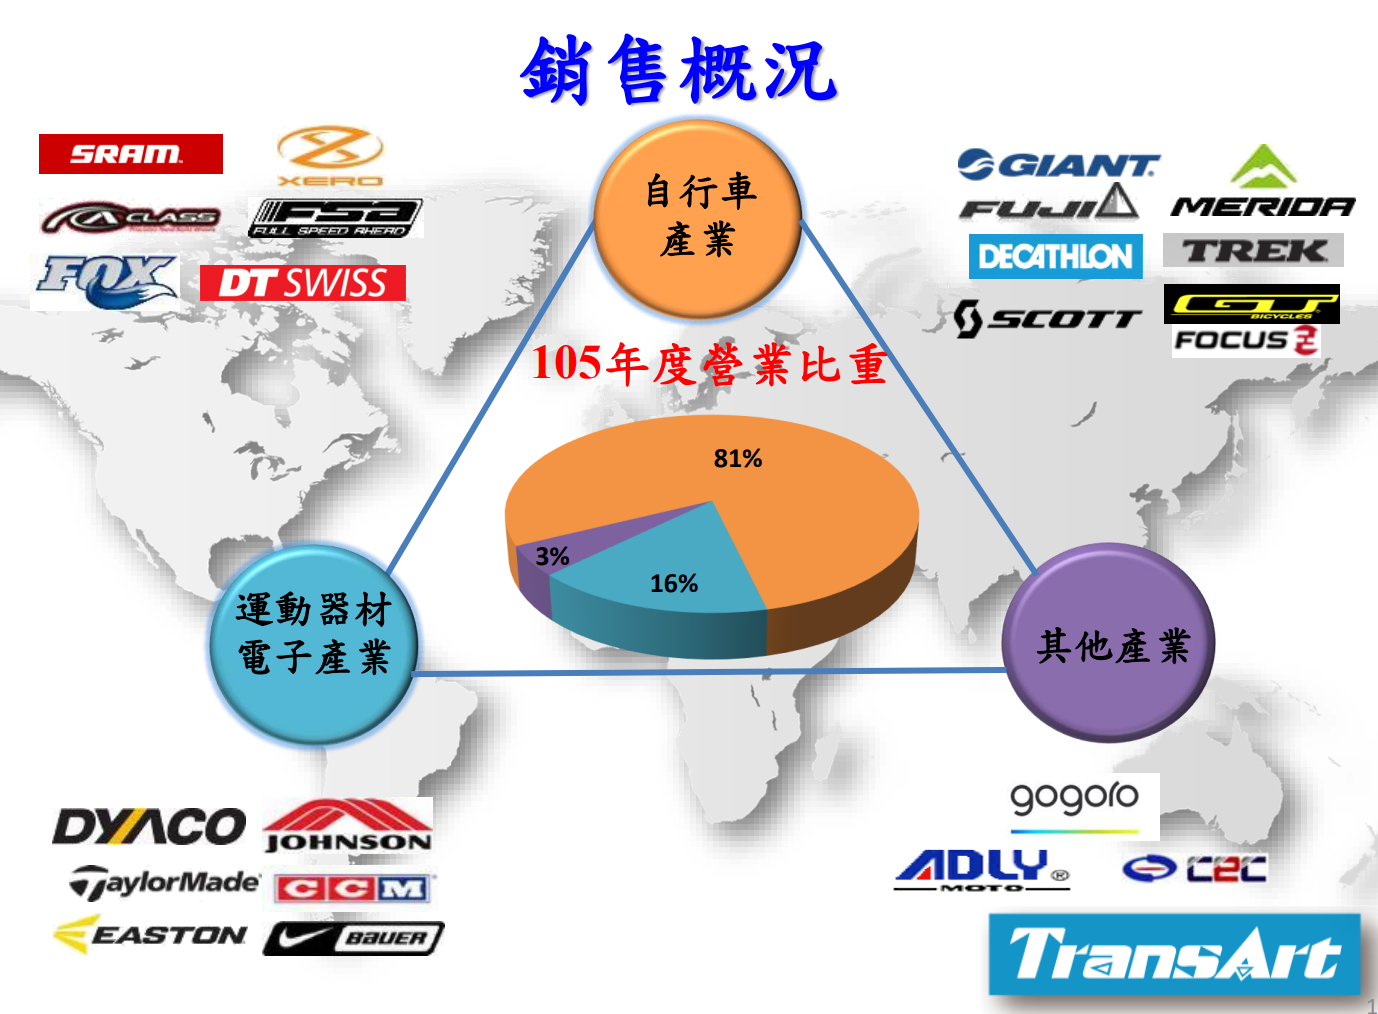 銷售概況
SRAM
XERO
ACLASS
FSA
FULL SPEED AHEAD
FOX
DT SWISS
自行車
產業
GIANT
FUJI
MERIDA
DECATHLON
TREK
SCOTT
GT
BICYCLES
FOCUS
105年度營業比重
81%
3%
16%
運動器材
電子產業
其他產業
DYACO
JOHNSON
TaylorMade
CCM
EASTON
BAUER
gogoro
ADLY®
MOTO
C2C
TransArt
1